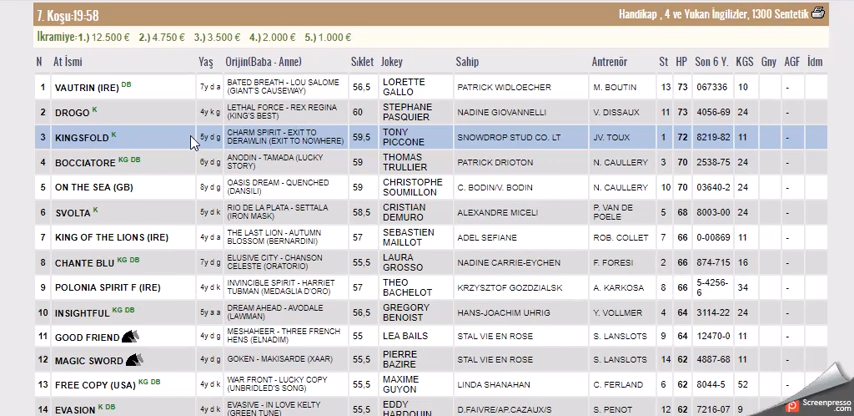 7. Koşu:19-58
Handikap , 4 ve Yukarı İngilizler, 1300 Sentetik
İkramiye: 1.) 12.500 € 2.) 4.750 € 3.) 3.500 € 4.) 2.000 € 5.) 1.000 €
N At İsmi Yaş Orijin(Baba - Anne) Sıklet Jokey Sahip Antrenör St HP Son 6 Y. KGS Gny AGF İdm
1 VAUTRIN (IRE) DB 7y d a BATED BREATH - LOU SALOME (GIANT'S CAUSEWAY) 56,5 LORETTE GALLO PATRICK WIDLOECHER M. BOUTIN 13 73 067336 10 -
2 DROGO K 4y k g LETHAL FORCE - REX REGINA (KING'S BEST) 60 STEPHANE PASQUIER NADINE GIOVANNELLI V. DISSAUX 11 73 4056-69 24 -
3 KINGSFOLD K 5y d g CHARM SPIRIT - EXIT TO DERAWLIN (EXIT TO NOWHERE) 59,5 TONY PICCONE SNOWDROP STUD CO. LT JV. TOUX 1 72 8219-82 11 -
4 BOCCIATORE KG DB 6y d g ANODIN - TAMADA (LUCKY STORY) 59 THOMAS TRULLIER PATRICK DRIOTON N. CAULLERY 3 70 2538-75 24 -
5 ON THE SEA (GB) 8y d g OASIS DREAM - QUENCHED (DANSILI) 59 CHRISTOPHE SOUMILLON C. BODIN/V. BODIN N. CAULLERY 10 70 03640-2 24 -
6 SVOLTA K 5y d k RIO DE LA PLATA - SETTALA (IRON MASK) 58,5 CRISTIAN DEMURO ALEXANDRE MICELI P. VAN DE POELE 5 68 8003-00 24 -
7 KING OF THE LIONS (IRE) 4y d a THE LAST LION - AUTUMN BLOSSOM (BERNARDINI) 57 SEBASTIEN MAILLOT ADEL SEFIANE ROB. COLLET 7 66 0-00869 11 -
8 CHANTE BLU KG DB 7y d g ELUSIVE CITY - CHANSON CELESTE (ORATORIO) 55,5 LAURA GROSSO NADINE CARRIE-EYCHEN F. FORESI 2 66 874-715 16 -
9 POLONIA SPIRIT F (IRE) 4y d k INVINCIBLE SPIRIT - HARRIET TUBMAN (MEDAGLIA D'ORO) 57 THEO BACHELOT KRZYSZTOF GOZDZIALSK A. KARKOSA 8 66 5-4256-6 34 -
10 INSIGHTFUL KG DB 5y a a DREAM AHEAD - AVODALE (LAWMAN) 56,5 GREGORY BENOIST HANS-JOACHIM UHRIG Y. VOLLMER 4 64 3114-22 24 -
11 GOOD FRIEND 4y d g MESHAHEER - THREE FRENCH HENS (ELNADIM) 55 LEA BAILS STAL VIE EN ROSE S. LANSLOTS 9 64 12470-0 11 -
12 MAGIC SWORD 4y d g GOKEN - MAKISARDE (XAAR) 55,5 PIERRE BAZIRE STAL VIE EN ROSE S. LANSLOTS 14 62 4887-68 11 -
13 FREE COPY (USA) KG DB 4y d k WAR FRONT - LUCKY COPY (UNBRIDLED'S SONG) 55,5 MAXIME GUYON LINDA SHANAHAN C. FERLAND 6 62 8044-5 52 -
14 EVASION K DB 4y d k EVASIVE - IN LOVE KELTY (GREEN TUNE) 55,5 EDDY HARDOUIN D.FAIVRE/AP.CAZAUX/S S. PENOT 12 62 7216-07 9 -
Screenpresso
.com